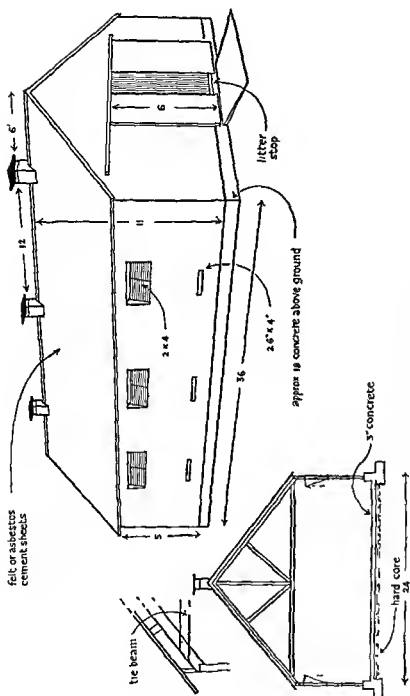 felt or asbestos
cement sheets
12
6'
11
6
litter
stop
5
2 x 4
2 6" x 4"
approx 18 concrete above ground
36
tie beam
3" concrete
hard core
24